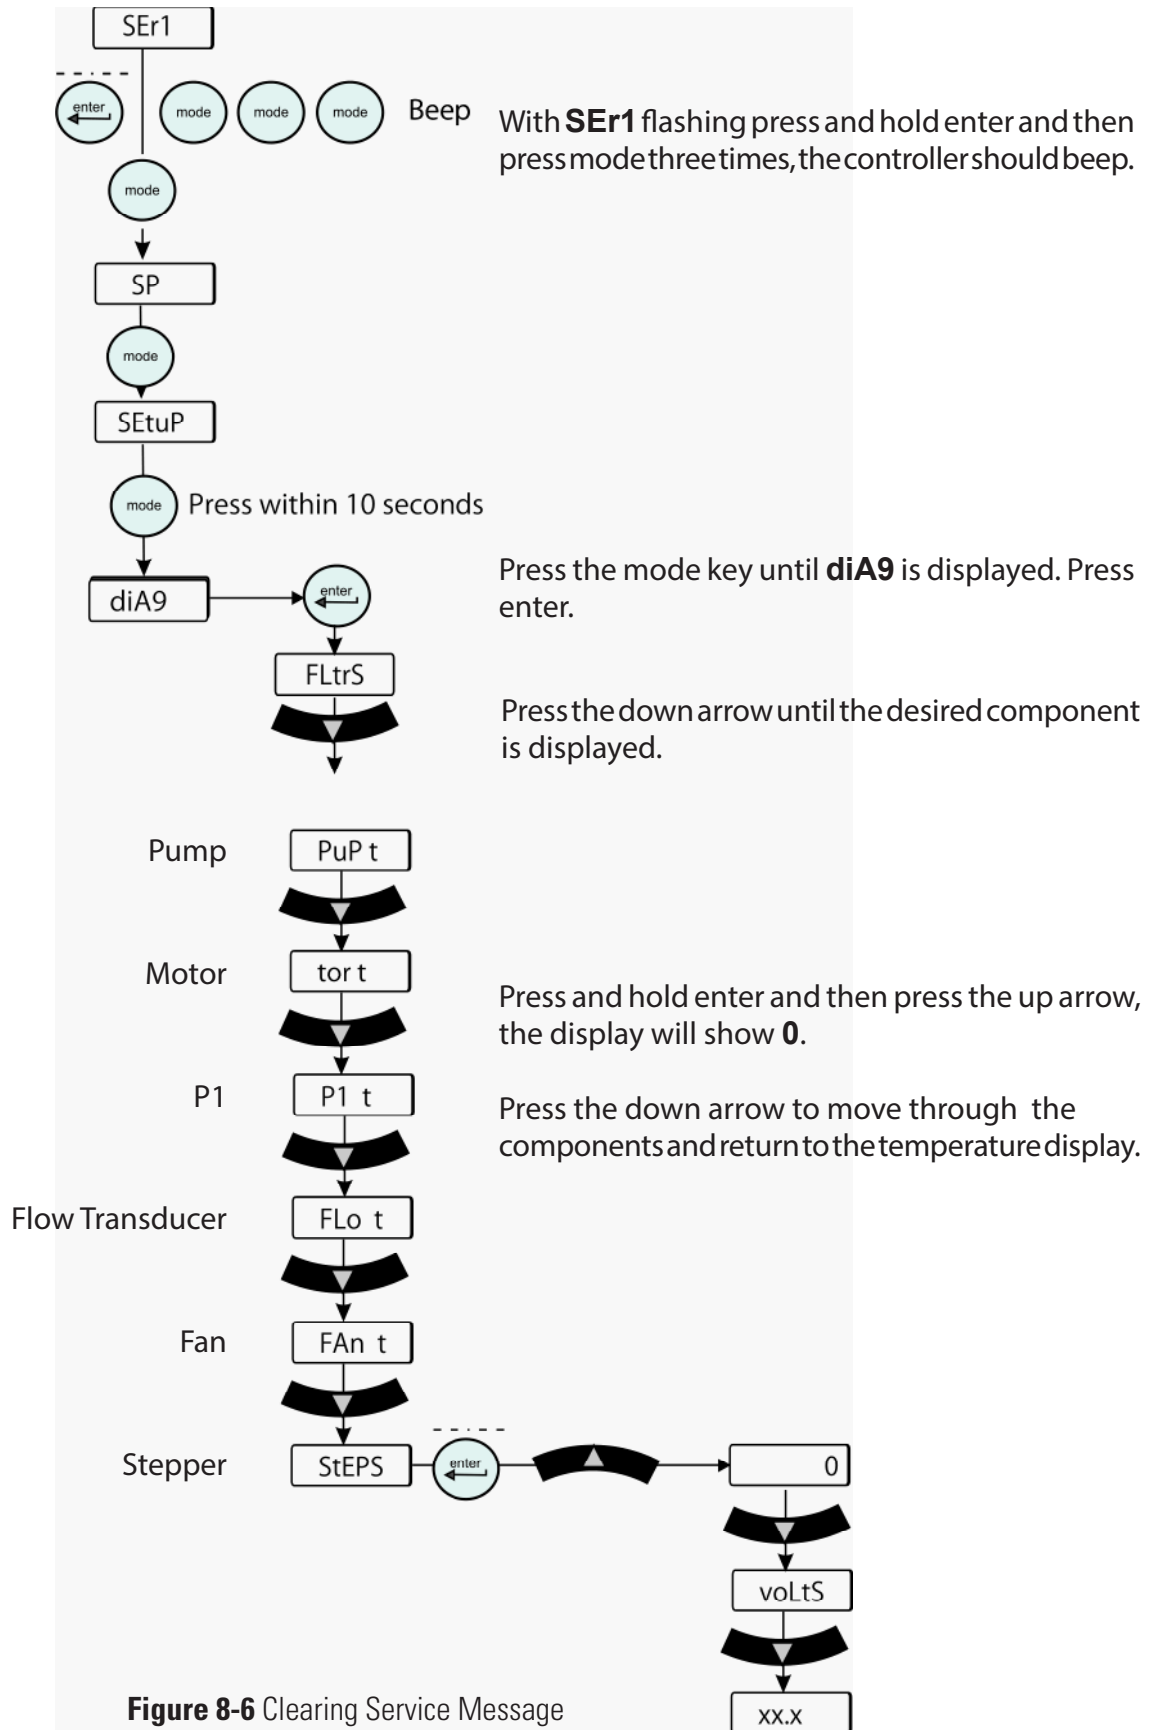 SEr1
enter
mode
mode
mode
Beep
With SEr1 flashing press and hold enter and then
press mode three times, the controller should beep.
mode
SP
mode
SEtuP
mode
Press within 10 seconds
diA9
enter
Press the mode key until diA9 is displayed. Press
enter.
FLtrS
Press the down arrow until the desired component
is displayed.
Pump
PuP t
Motor
tor t
Press and hold enter and then press the up arrow,
the display will show 0.
P1
P1 t
Press the down arrow to move through the
components and return to the temperature display.
Flow Transducer
FLo t
Fan
FAn t
Stepper
StEPS
enter
0
voLtS
xx.x
Figure 8-6 Clearing Service Message